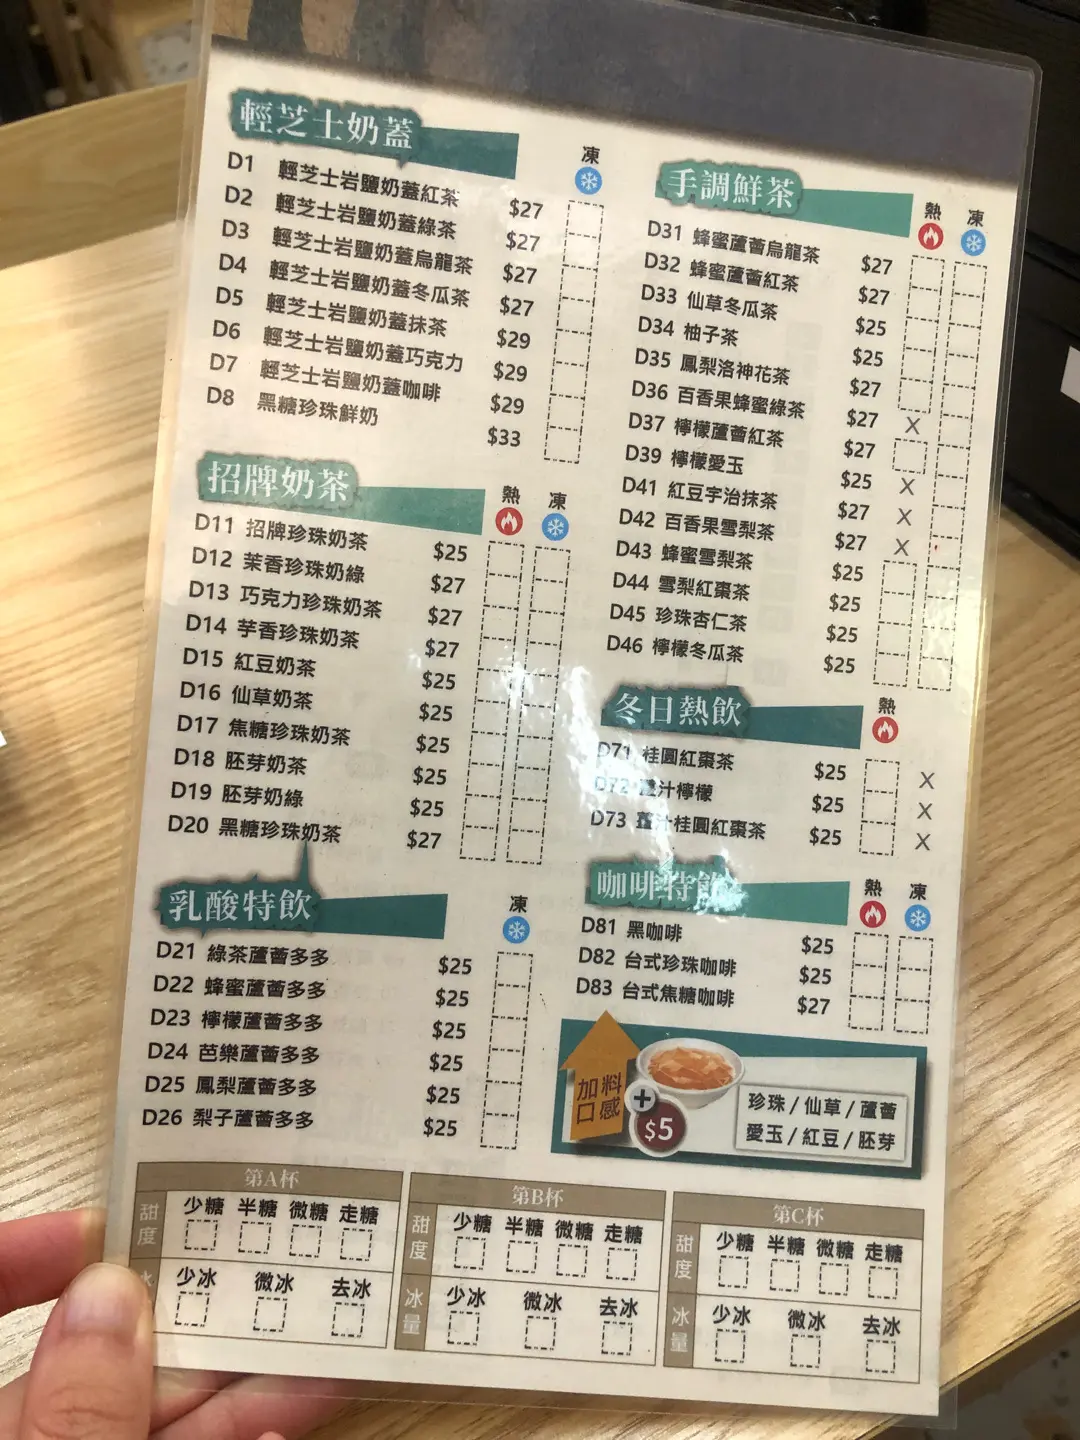 輕芝士奶蓋
凍
D1 輕芝士岩鹽奶蓋紅茶 $27
D2 輕芝士岩鹽奶蓋綠茶 $27
D3 輕芝士岩鹽奶蓋烏龍茶 $27
D4 輕芝士岩鹽奶蓋冬瓜茶 $27
D5 輕芝士岩鹽奶蓋抹茶 $29
D6 輕芝士岩鹽奶蓋巧克力 $29
D7 輕芝士岩鹽奶蓋咖啡 $29
D8 黑糖珍珠鮮奶 $33
招牌奶茶
熱 凍
D11 招牌珍珠奶茶 $25
D12 茉香珍珠奶綠 $27
D13 巧克力珍珠奶茶 $27
D14 芋香珍珠奶茶 $27
D15 紅豆奶茶 $25
D16 仙草奶茶 $25
D17 焦糖珍珠奶茶 $25
D18 胚芽奶茶 $25
D19 胚芽奶綠 $25
D20 黑糖珍珠奶茶 $27
乳酸特飲
凍
D21 綠茶蘆薈多多 $25
D22 蜂蜜蘆薈多多 $25
D23 檸檬蘆薈多多 $25
D24 芭樂蘆薈多多 $25
D25 鳳梨蘆薈多多 $25
D26 梨子蘆薈多多 $25
手調鮮茶
熱 凍
D31 蜂蜜蘆薈烏龍茶 $27
D32 蜂蜜蘆薈紅茶 $27
D33 仙草冬瓜茶 $25
D34 柚子茶 $25
D35 鳳梨洛神花茶 $27
D36 百香果蜂蜜綠茶 $27 X
D37 檸檬蘆薈紅茶 $27
D39 檸檬愛玉 $25 X
D41 紅豆宇治抹茶 $27 X
D42 百香果雪梨茶 $27 X
D43 蜂蜜雪梨茶 $25
D44 雪梨紅棗茶 $25
D45 珍珠杏仁茶 $25
D46 檸檬冬瓜茶 $25
冬日熱飲
熱
D71 桂圓紅棗茶 $25 X
D72 薑汁檸檬 $25 X
D73 薑汁桂圓紅棗茶 $25 X
咖啡特飲
熱 凍
D81 黑咖啡 $25
D82 台式珍珠咖啡 $25
D83 台式焦糖咖啡 $27
加料
口感
+
$5
珍珠/仙草/蘆薈
愛玉/紅豆/胚芽
第A杯
甜度 少糖 半糖 微糖 走糖
少冰 微冰 去冰
第B杯
甜度 少糖 半糖 微糖 走糖
冰量 少冰 微冰 去冰
第C杯
甜度 少糖 半糖 微糖 走糖
冰量 少冰 微冰 去冰